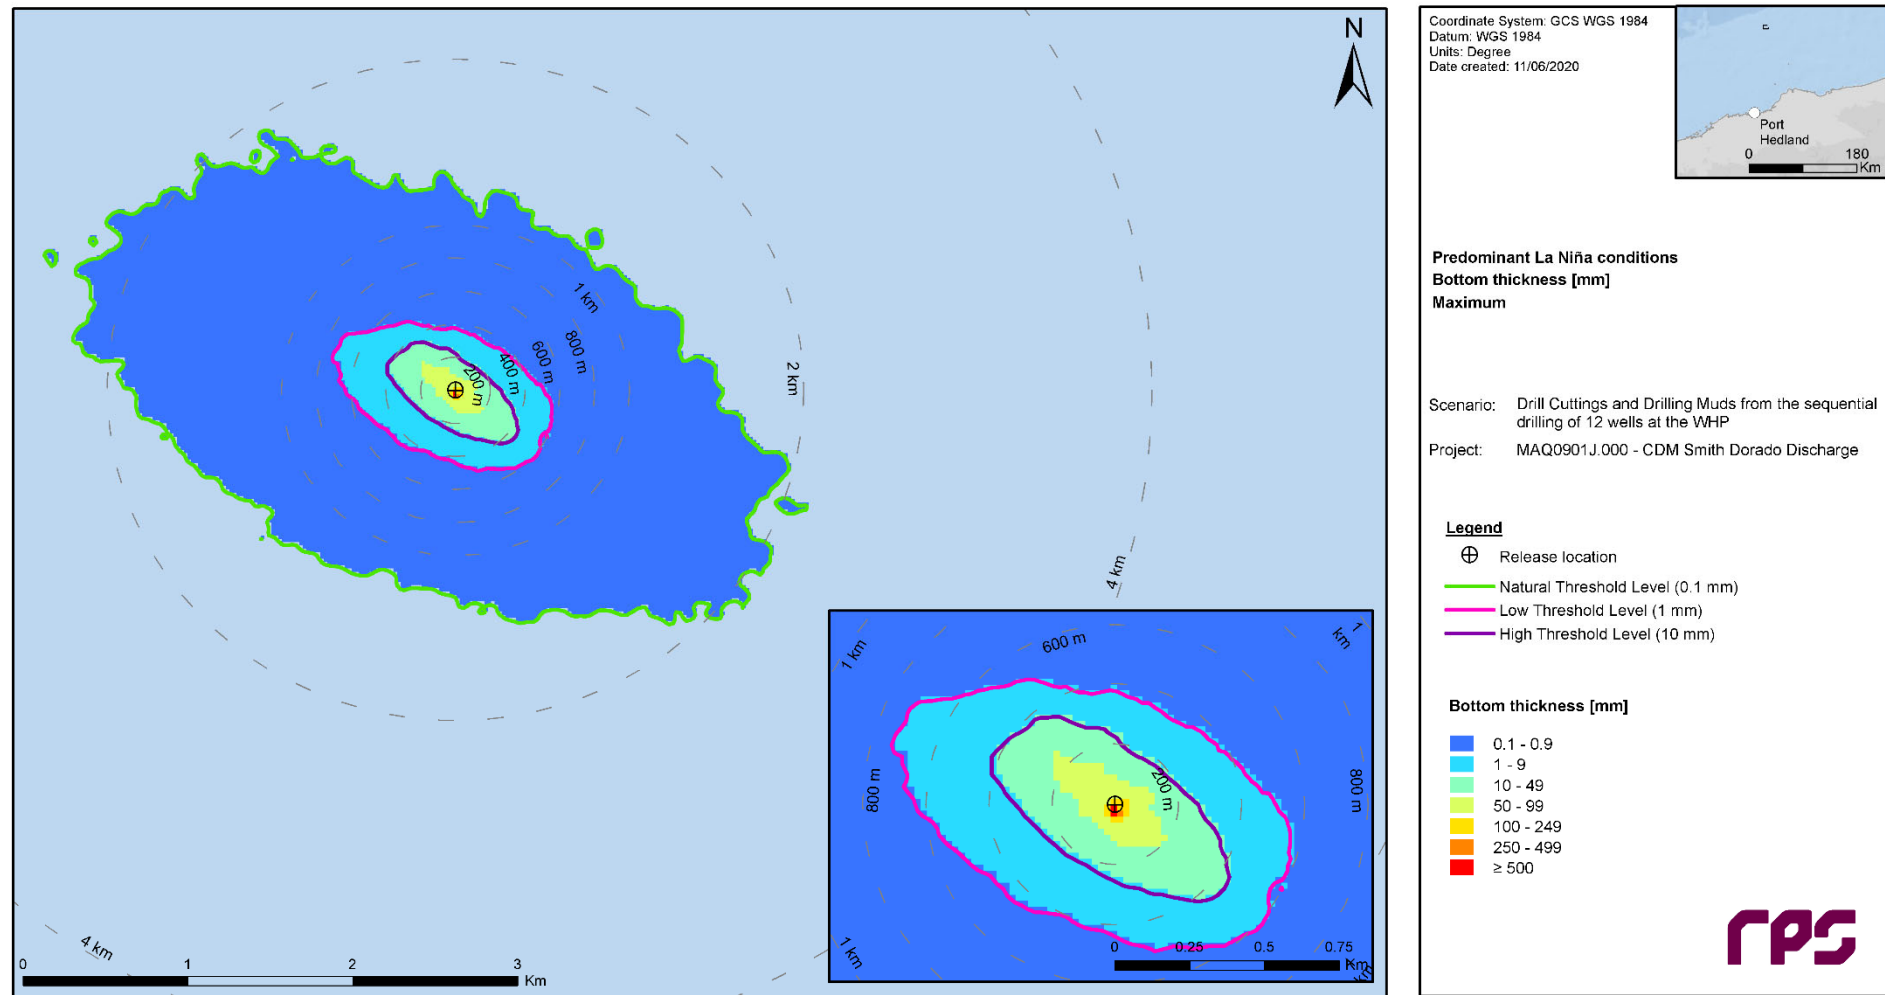 N
1 km
800 m
600 m
400 m
200 m
2 km
4 km
4 km
0 1 2 3
Km
600 m
1 km
1 km
800 m
200 m
800 m
1 km
0 0.25 0.5 0.75
Km
Coordinate System: GCS WGS 1984
Datum: WGS 1984
Units: Degree
Date created: 11/06/2020
Port
Hedland
0 180
Km
Predominant La Niña conditions
Bottom thickness [mm]
Maximum
Scenario: Drill Cuttings and Drilling Muds from the sequential
drilling of 12 wells at the WHP
Project: MAQ0901J.000 - CDM Smith Dorado Discharge
Legend
Release location
Natural Threshold Level (0.1 mm)
Low Threshold Level (1 mm)
High Threshold Level (10 mm)
Bottom thickness [mm]
0.1 - 0.9
1 - 9
10 - 49
50 - 99
100 - 249
250 - 499
≥ 500
rps